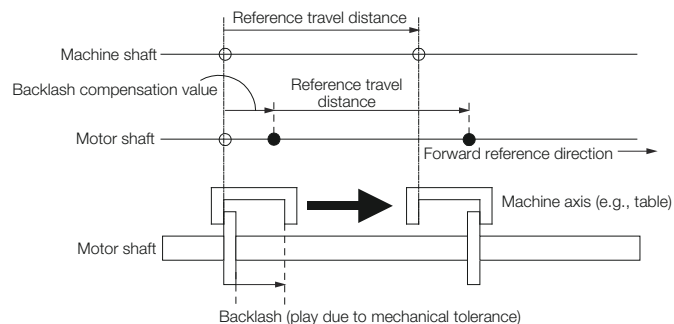 Reference travel distance
Machine shaft
Backlash compensation value
Reference travel
distance
Motor shaft
Forward reference direction
Machine axis (e.g., table)
Motor shaft
Backlash (play due to mechanical tolerance)